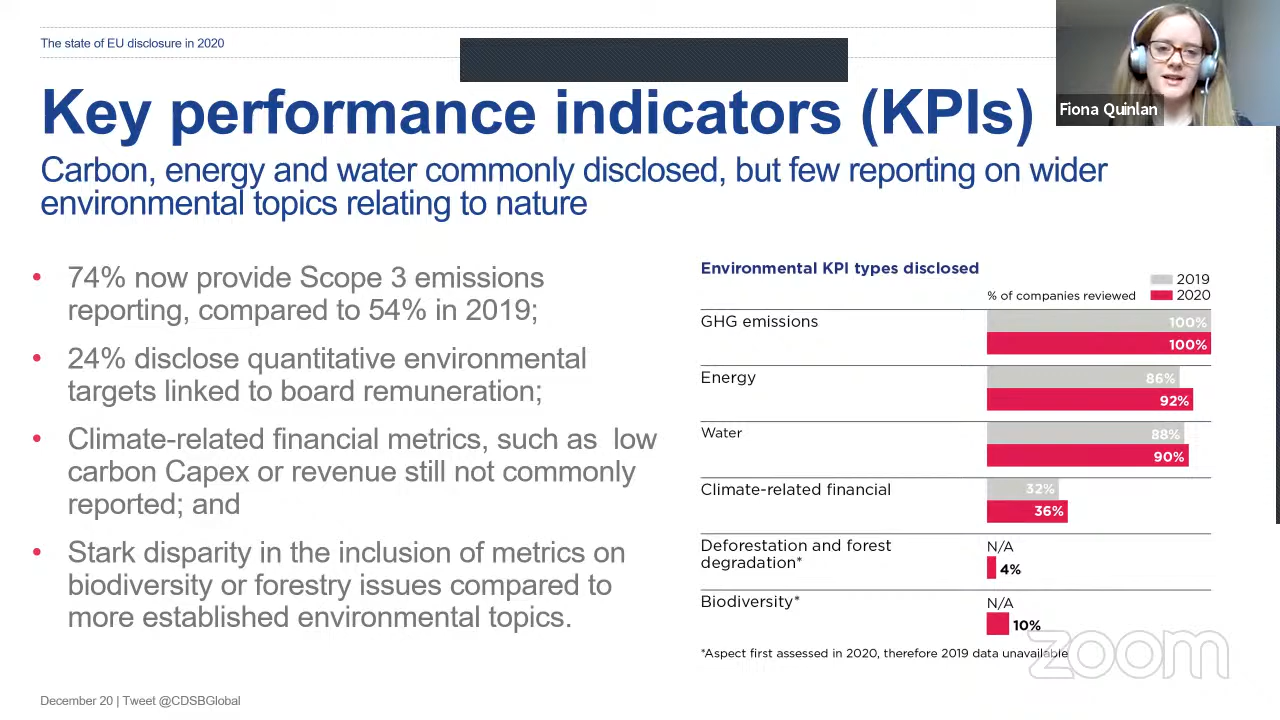 The state of EU disclosure in 2020
Fiona Quinlan
Key performance indicators (KPIs)
Carbon, energy and water commonly disclosed, but few reporting on wider
environmental topics relating to nature
• 74% now provide Scope 3 emissions
reporting, compared to 54% in 2019;
• 24% disclose quantitative environmental
targets linked to board remuneration;
• Climate-related financial metrics, such as  low
carbon Capex or revenue still not commonly
reported; and
• Stark disparity in the inclusion of metrics on
biodiversity or forestry issues compared to
more established environmental topics.
Environmental KPI types disclosed
% of companies reviewed
2019
2020
GHG emissions
100%
100%
Energy
86%
92%
Water
88%
90%
Climate-related financial
32%
36%
Deforestation and forest
degradation*
N/A
4%
Biodiversity*
N/A
10%
*Aspect first assessed in 2020, therefore 2019 data unavailable
zoom
December 20 | Tweet @CDSBGlobal